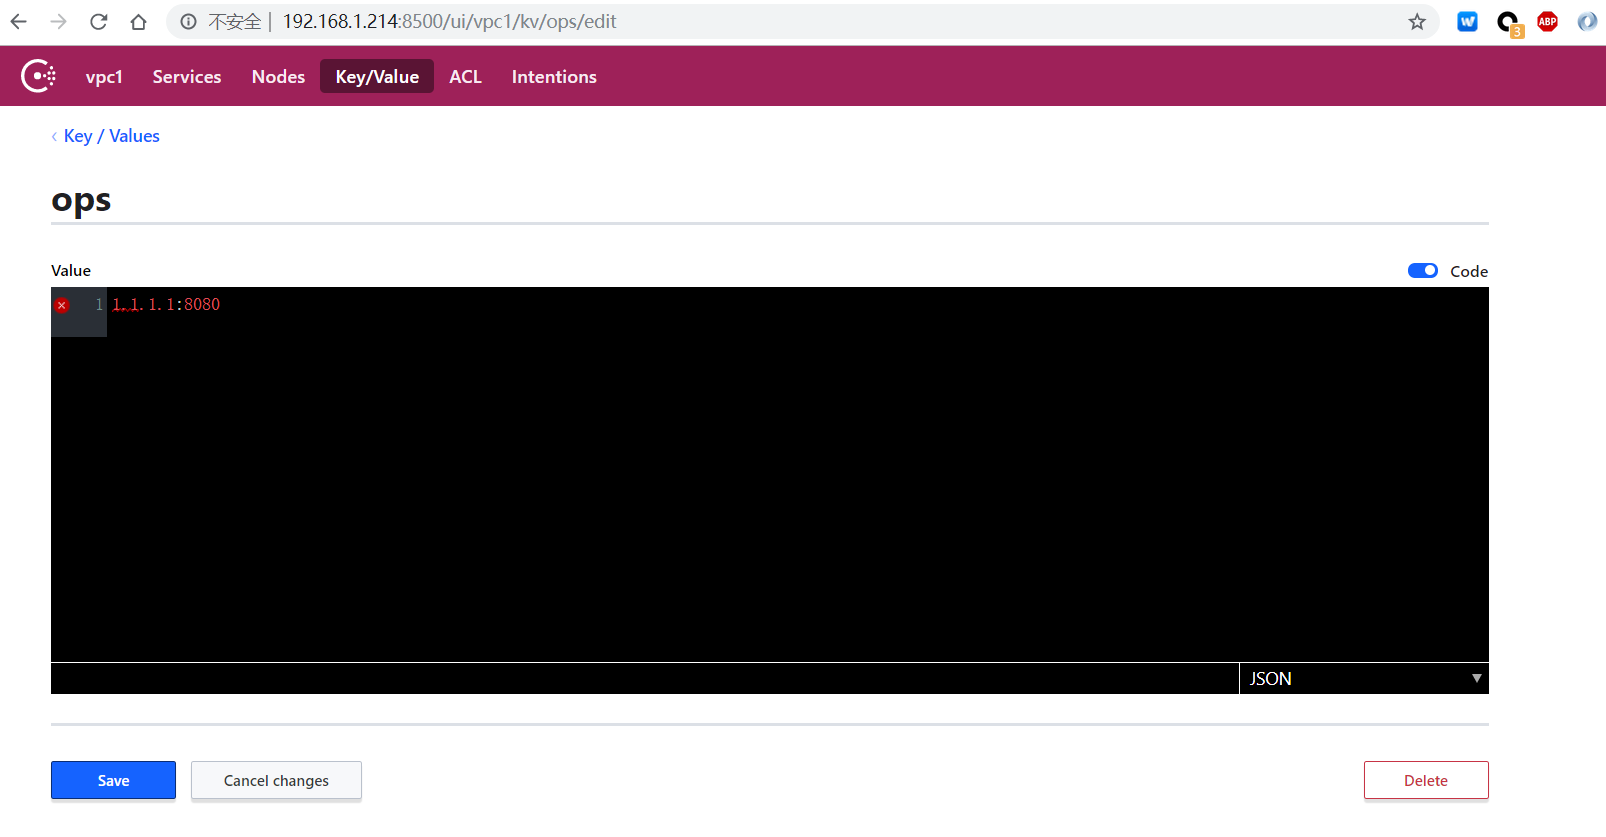 不安全 | 192.168.1.214:8500/ui/vpc1/kv/ops/edit
3
ABP
vpc1 Services Nodes Key/Value ACL Intentions
‹ Key / Values
ops
Value
Code
1 1.1.1.1:8080
JSON
Save Cancel changes Delete